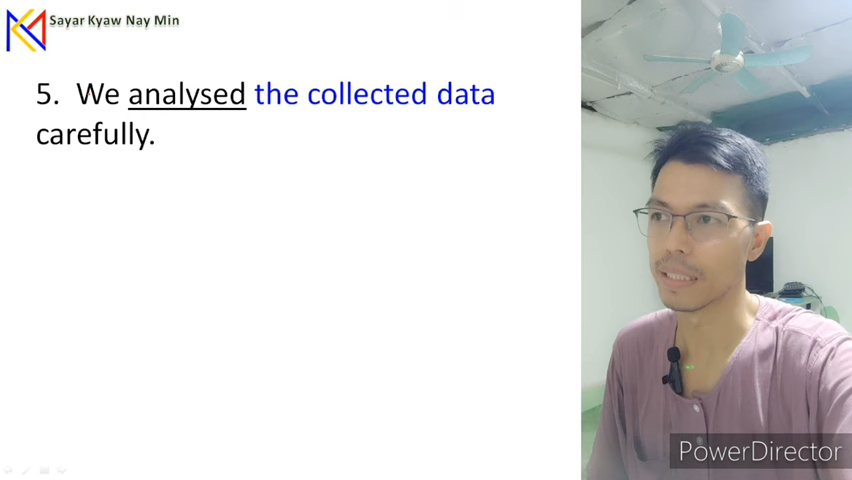 Sayar Kyaw Nay Min
5. We analysed the collected data
carefully.
PowerDirector